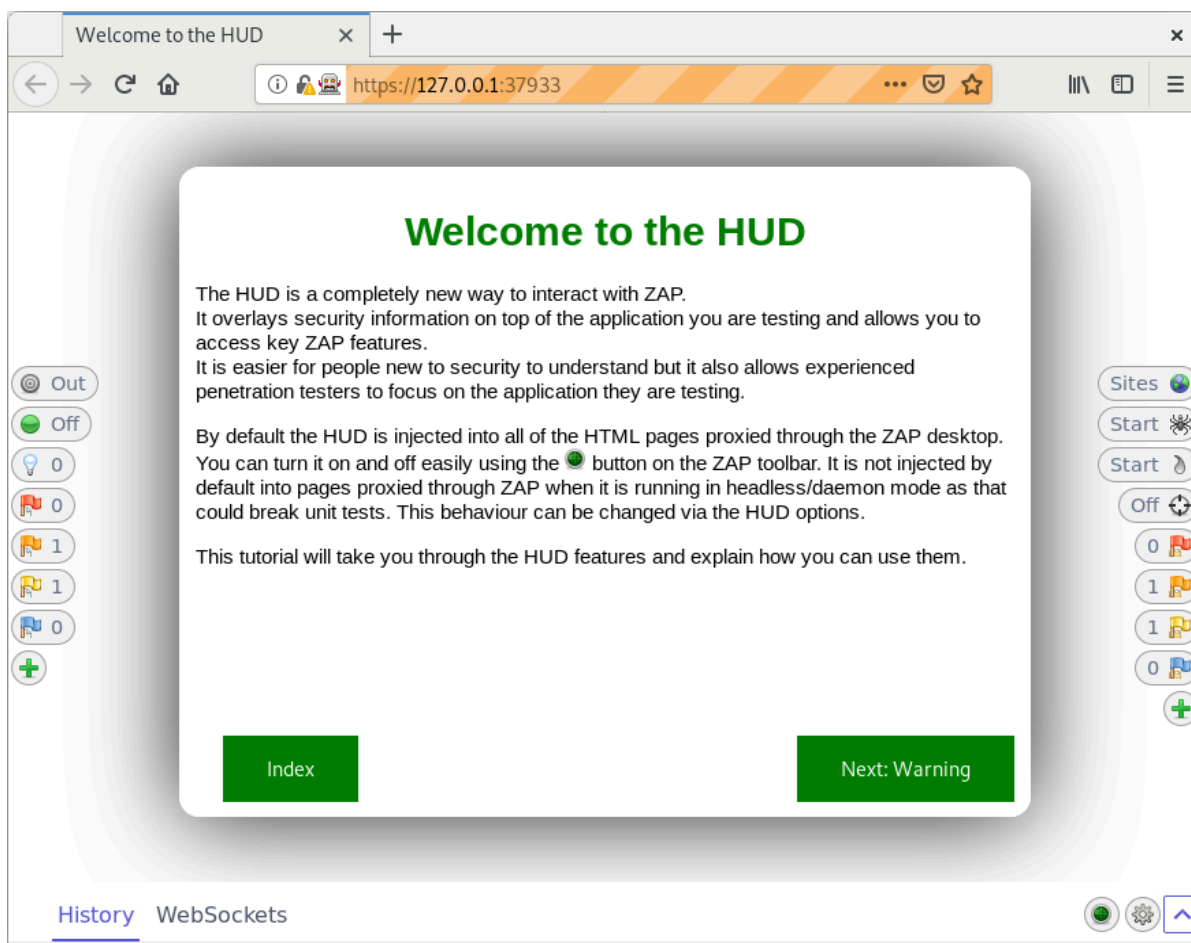 Welcome to the HUD
https://127.0.0.1:37933
Welcome to the HUD
The HUD is a completely new way to interact with ZAP.
It overlays security information on top of the application you are testing and allows you to
access key ZAP features.
It is easier for people new to security to understand but it also allows experienced
penetration testers to focus on the application they are testing.
By default the HUD is injected into all of the HTML pages proxied through the ZAP desktop.
You can turn it on and off easily using the button on the ZAP toolbar. It is not injected by
default into pages proxied through ZAP when it is running in headless/daemon mode as that
could break unit tests. This behaviour can be changed via the HUD options.
This tutorial will take you through the HUD features and explain how you can use them.
Index
Next: Warning
Out
Off
0
0
1
1
0
Sites
Start
Start
Off
0
1
1
0
History WebSockets